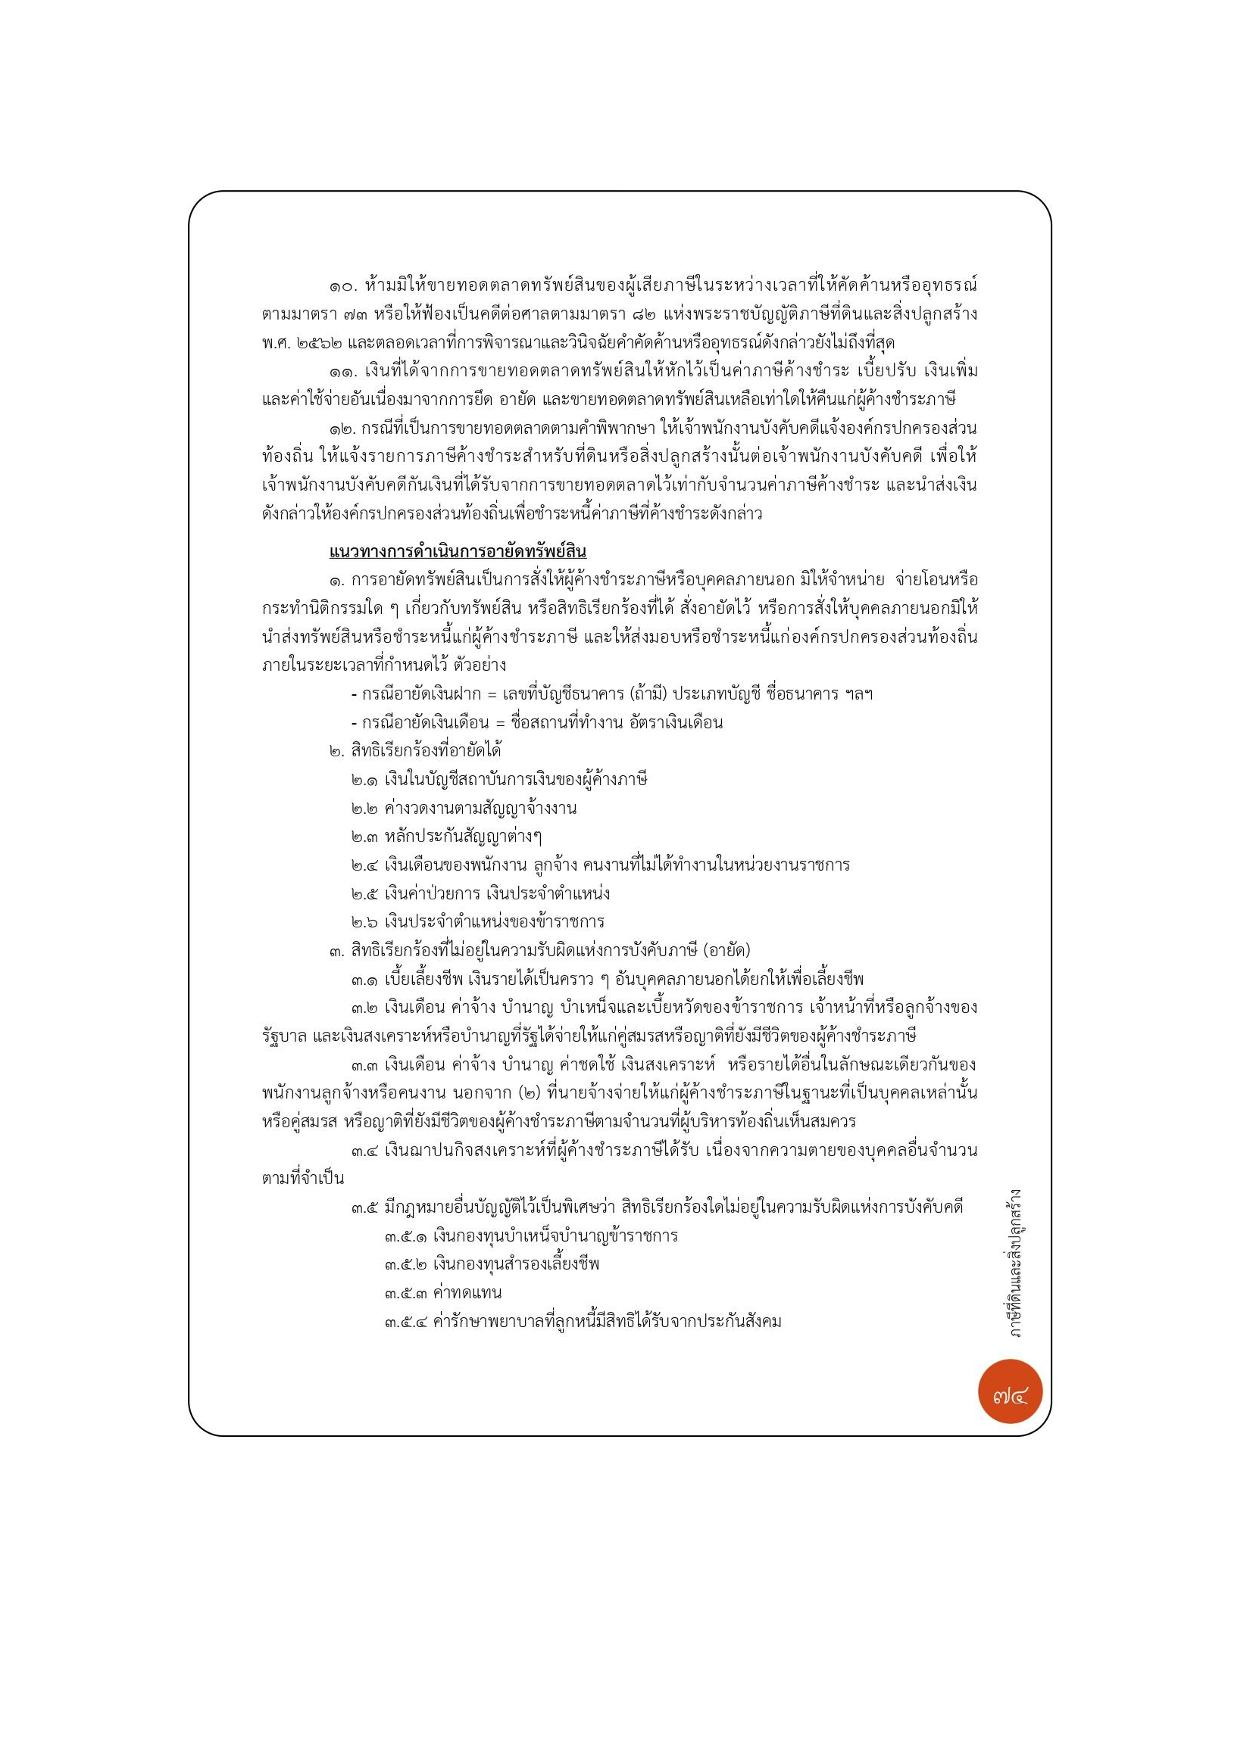 ๑๐. ห้ามมิให้ขายทอดตลาดทรัพย์สินของผู้เสียภาษีในระหว่างเวลาที่ให้คัดค้านหรืออุทธรณ์
ตามมาตรา ๗๓ หรือให้ฟ้องเป็นคดีต่อศาลตามมาตรา ๘๒ แห่งพระราชบัญญัติภาษีที่ดินและสิ่งปลูกสร้าง
พ.ศ. ๒๕๖๒ และตลอดเวลาที่การพิจารณาและวินิจฉัยคำคัดค้านหรืออุทธรณ์ดังกล่าวยังไม่ถึงที่สุด
๑๑. เงินที่ได้จากการขายทอดตลาดทรัพย์สินให้หักไว้เป็นค่าภาษีค้างชำระ เบี้ยปรับ เงินเพิ่ม
และค่าใช้จ่ายอันเนื่องมาจากการยึด อายัด และขายทอดตลาดทรัพย์สินเหลือเท่าใดให้คืนแก่ผู้ค้างชำระภาษี
๑๒. กรณีที่เป็นการขายทอดตลาดตามคำพิพากษา ให้เจ้าพนักงานบังคับคดีแจ้งองค์กรปกครองส่วน
ท้องถิ่น ให้แจ้งรายการภาษีค้างชำระสำหรับที่ดินหรือสิ่งปลูกสร้างนั้นต่อเจ้าพนักงานบังคับคดี เพื่อให้
เจ้าพนักงานบังคับคดีกันเงินที่ได้รับจากการขายทอดตลาดไว้เท่ากับจำนวนค่าภาษีค้างชำระ และนำส่งเงิน
ดังกล่าวให้องค์กรปกครองส่วนท้องถิ่นเพื่อชำระหนี้ค่าภาษีที่ค้างชำระดังกล่าว
แนวทางการดำเนินการอายัดทรัพย์สิน
๑. การอายัดทรัพย์สินเป็นการสั่งให้ผู้ค้างชำระภาษีหรือบุคคลภายนอก มิให้จำหน่าย จ่ายโอนหรือ
กระทำนิติกรรมใด ๆ เกี่ยวกับทรัพย์สิน หรือสิทธิเรียกร้องที่ได้ สั่งอายัดไว้ หรือการสั่งให้บุคคลภายนอกมิให้
นำส่งทรัพย์สินหรือชำระหนี้แก่ผู้ค้างชำระภาษี และให้ส่งมอบหรือชำระหนี้แก่องค์กรปกครองส่วนท้องถิ่น
ภายในระยะเวลาที่กำหนดไว้ ตัวอย่าง
- กรณีอายัดเงินฝาก = เลขที่บัญชีธนาคาร (ถ้ามี) ประเภทบัญชี ชื่อธนาคาร ฯลฯ
- กรณีอายัดเงินเดือน = ชื่อสถานที่ทำงาน อัตราเงินเดือน
๒. สิทธิเรียกร้องที่อายัดได้
๒.๑ เงินในบัญชีสถาบันการเงินของผู้ค้างภาษี
๒.๒ ค่างวดงานตามสัญญาจ้างงาน
๒.๓ หลักประกันสัญญาต่างๆ
๒.๔ เงินเดือนของพนักงาน ลูกจ้าง คนงานที่ไม่ได้ทำงานในหน่วยงานราชการ
๒.๕ เงินค่าป่วยการ เงินประจำตำแหน่ง
๒.๖ เงินประจำตำแหน่งของข้าราชการ
๓. สิทธิเรียกร้องที่ไม่อยู่ในความรับผิดแห่งการบังคับภาษี (อายัด)
๓.๑ เบี้ยเลี้ยงชีพ เงินรายได้เป็นคราว ๆ อันบุคคลภายนอกได้ยกให้เพื่อเลี้ยงชีพ
๓.๒ เงินเดือน ค่าจ้าง บำนาญ บำเหน็จและเบี้ยหวัดของข้าราชการ เจ้าหน้าที่หรือลูกจ้างของ
รัฐบาล และเงินสงเคราะห์หรือบำนาญที่รัฐได้จ่ายให้แก่คู่สมรสหรือญาติที่ยังมีชีวิตของผู้ค้างชำระภาษี
๓.๓ เงินเดือน ค่าจ้าง บำนาญ ค่าชดใช้ เงินสงเคราะห์ หรือรายได้อื่นในลักษณะเดียวกันของ
พนักงานลูกจ้างหรือคนงาน นอกจาก (๒) ที่นายจ้างจ่ายให้แก่ผู้ค้างชำระภาษีในฐานะที่เป็นบุคคลเหล่านั้น
หรือคู่สมรส หรือญาติที่ยังมีชีวิตของผู้ค้างชำระภาษีตามจำนวนที่ผู้บริหารท้องถิ่นเห็นสมควร
๓.๔ เงินฌาปนกิจสงเคราะห์ที่ผู้ค้างชำระภาษีได้รับ เนื่องจากความตายของบุคคลอื่นจำนวน
ตามที่จำเป็น
๓.๕ มีกฎหมายอื่นบัญญัติไว้เป็นพิเศษว่า สิทธิเรียกร้องใดไม่อยู่ในความรับผิดแห่งการบังคับคดี
๓.๕.๑ เงินกองทุนบำเหน็จบำนาญข้าราชการ
๓.๕.๒ เงินกองทุนสำรองเลี้ยงชีพ
๓.๕.๓ ค่าทดแทน
๓.๕.๔ ค่ารักษาพยาบาลที่ลูกหนี้มีสิทธิได้รับจากประกันสังคม
ภาษีที่ดินและสิ่งปลูกสร้าง
๗๔